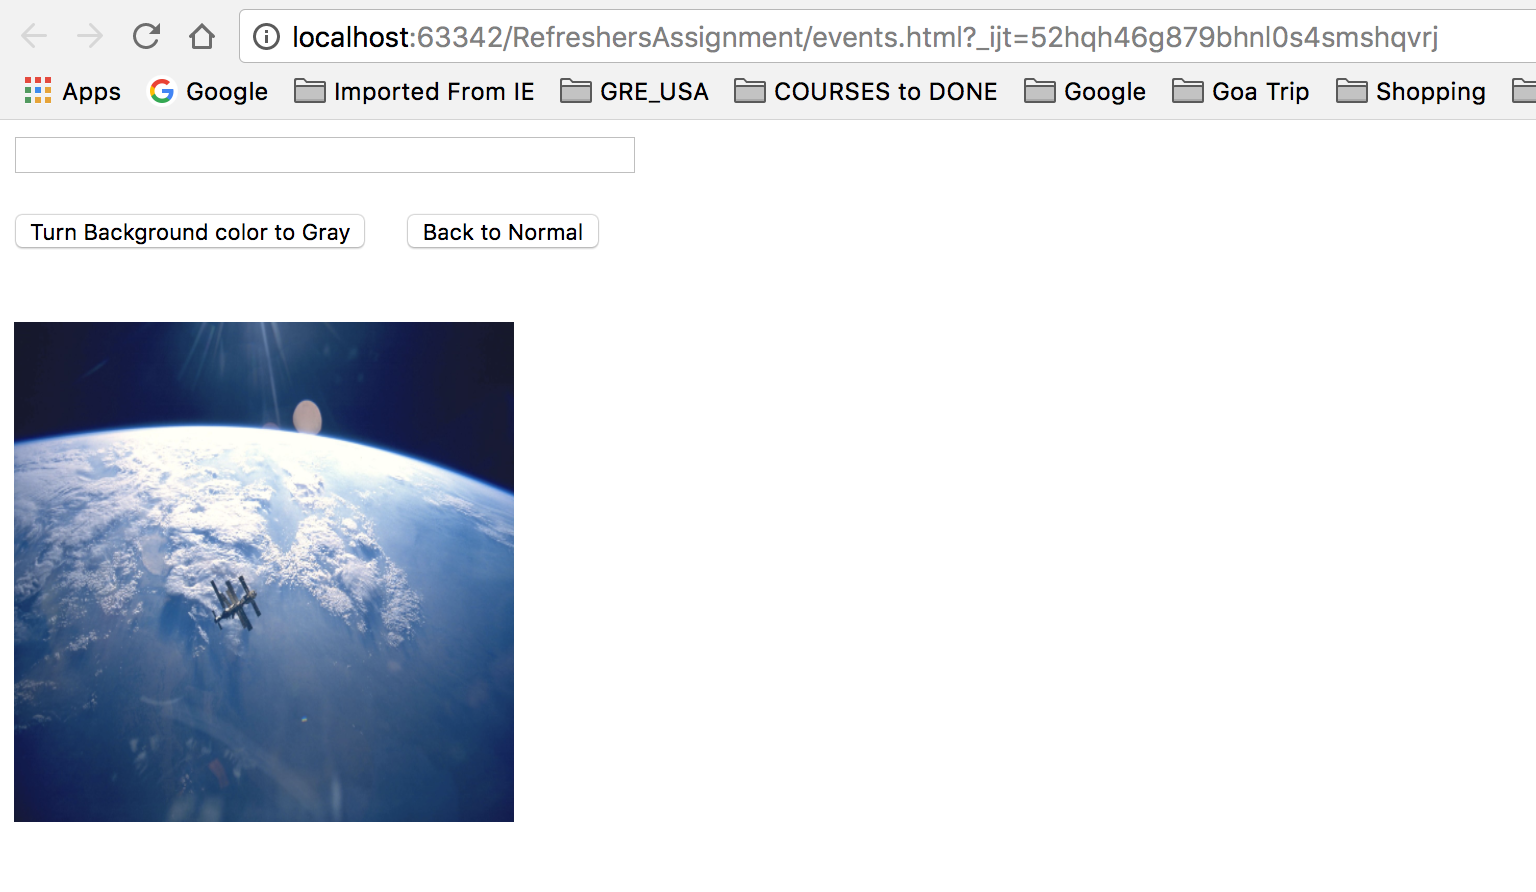 localhost:63342/RefreshersAssignment/events.html?_ijt=52hqh46g879bhnl0s4smshqvrj
Apps Google Imported From IE GRE_USA COURSES to DONE Google Goa Trip Shopping
Turn Background color to Gray Back to Normal